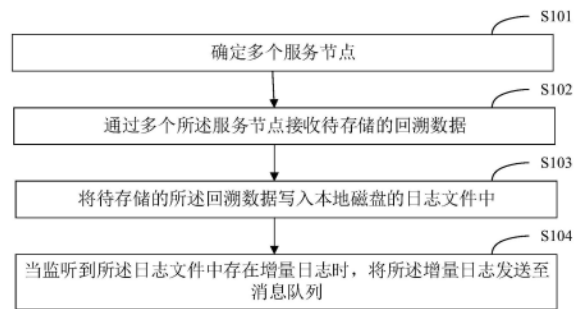 S101
确定多个服务节点
S102
通过多个所述服务节点接收待存储的回溯数据
S103
将待存储的所述回溯数据写入本地磁盘的日志文件中
S104
当监听到所述日志文件中存在增量日志时，将所述增量日志发送至
消息队列